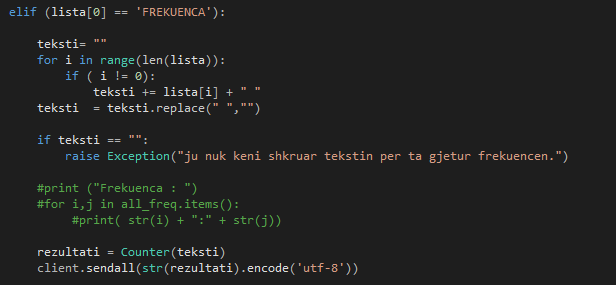 elif (lista[0] == 'FREKUENCA'):
teksti= ""
for i in range(len(lista)):
if ( i != 0):
teksti += lista[i] + " "
teksti  = teksti.replace(" ","")
if teksti == "":
raise Exception("ju nuk keni shkruar tekstin per ta gjetur frekuencen.")
#print ("Frekuenca : ")
#for i,j in all_freq.items():
#print( str(i) + ":" + str(j))
rezultati = Counter(teksti)
client.sendall(str(rezultati).encode('utf-8'))